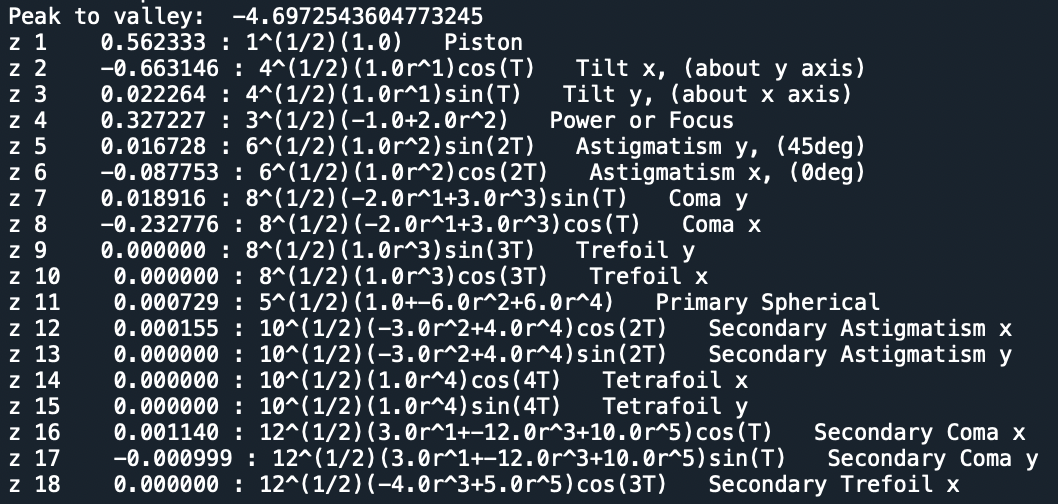 Peak to valley:  -4.6972543604773245
z 1    0.562333 : 1^(1/2)(1.0)   Piston
z 2    -0.663146 : 4^(1/2)(1.0r^1)cos(T)   Tilt x, (about y axis)
z 3    0.022264 : 4^(1/2)(1.0r^1)sin(T)   Tilt y, (about x axis)
z 4    0.327227 : 3^(1/2)(-1.0+2.0r^2)   Power or Focus
z 5    0.016728 : 6^(1/2)(1.0r^2)sin(2T)   Astigmatism y, (45deg)
z 6    -0.087753 : 6^(1/2)(1.0r^2)cos(2T)   Astigmatism x, (0deg)
z 7    0.018916 : 8^(1/2)(-2.0r^1+3.0r^3)sin(T)   Coma y
z 8    -0.232776 : 8^(1/2)(-2.0r^1+3.0r^3)cos(T)   Coma x
z 9    0.000000 : 8^(1/2)(1.0r^3)sin(3T)   Trefoil y
z 10    0.000000 : 8^(1/2)(1.0r^3)cos(3T)   Trefoil x
z 11    0.000729 : 5^(1/2)(1.0+-6.0r^2+6.0r^4)   Primary Spherical
z 12    0.000155 : 10^(1/2)(-3.0r^2+4.0r^4)cos(2T)   Secondary Astigmatism x
z 13    0.000000 : 10^(1/2)(-3.0r^2+4.0r^4)sin(2T)   Secondary Astigmatism y
z 14    0.000000 : 10^(1/2)(1.0r^4)cos(4T)   Tetrafoil x
z 15    0.000000 : 10^(1/2)(1.0r^4)sin(4T)   Tetrafoil y
z 16    0.001140 : 12^(1/2)(3.0r^1+-12.0r^3+10.0r^5)cos(T)   Secondary Coma x
z 17    -0.000999 : 12^(1/2)(3.0r^1+-12.0r^3+10.0r^5)sin(T)   Secondary Coma y
z 18    0.000000 : 12^(1/2)(-4.0r^3+5.0r^5)cos(3T)   Secondary Trefoil x